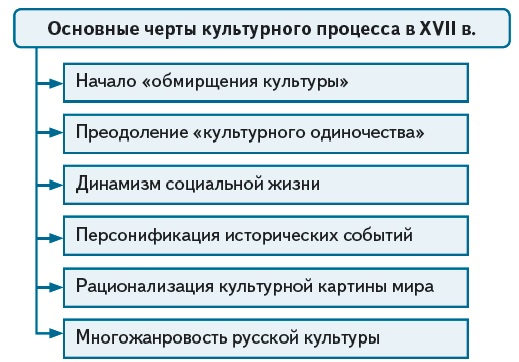 Основные черты культурного процесса в XVII в.
Начало «обмирщения культуры»
Преодоление «культурного одиночества»
Динамизм социальной жизни
Персонификация исторических событий
Рационализация культурной картины мира
Многожанровость русской культуры